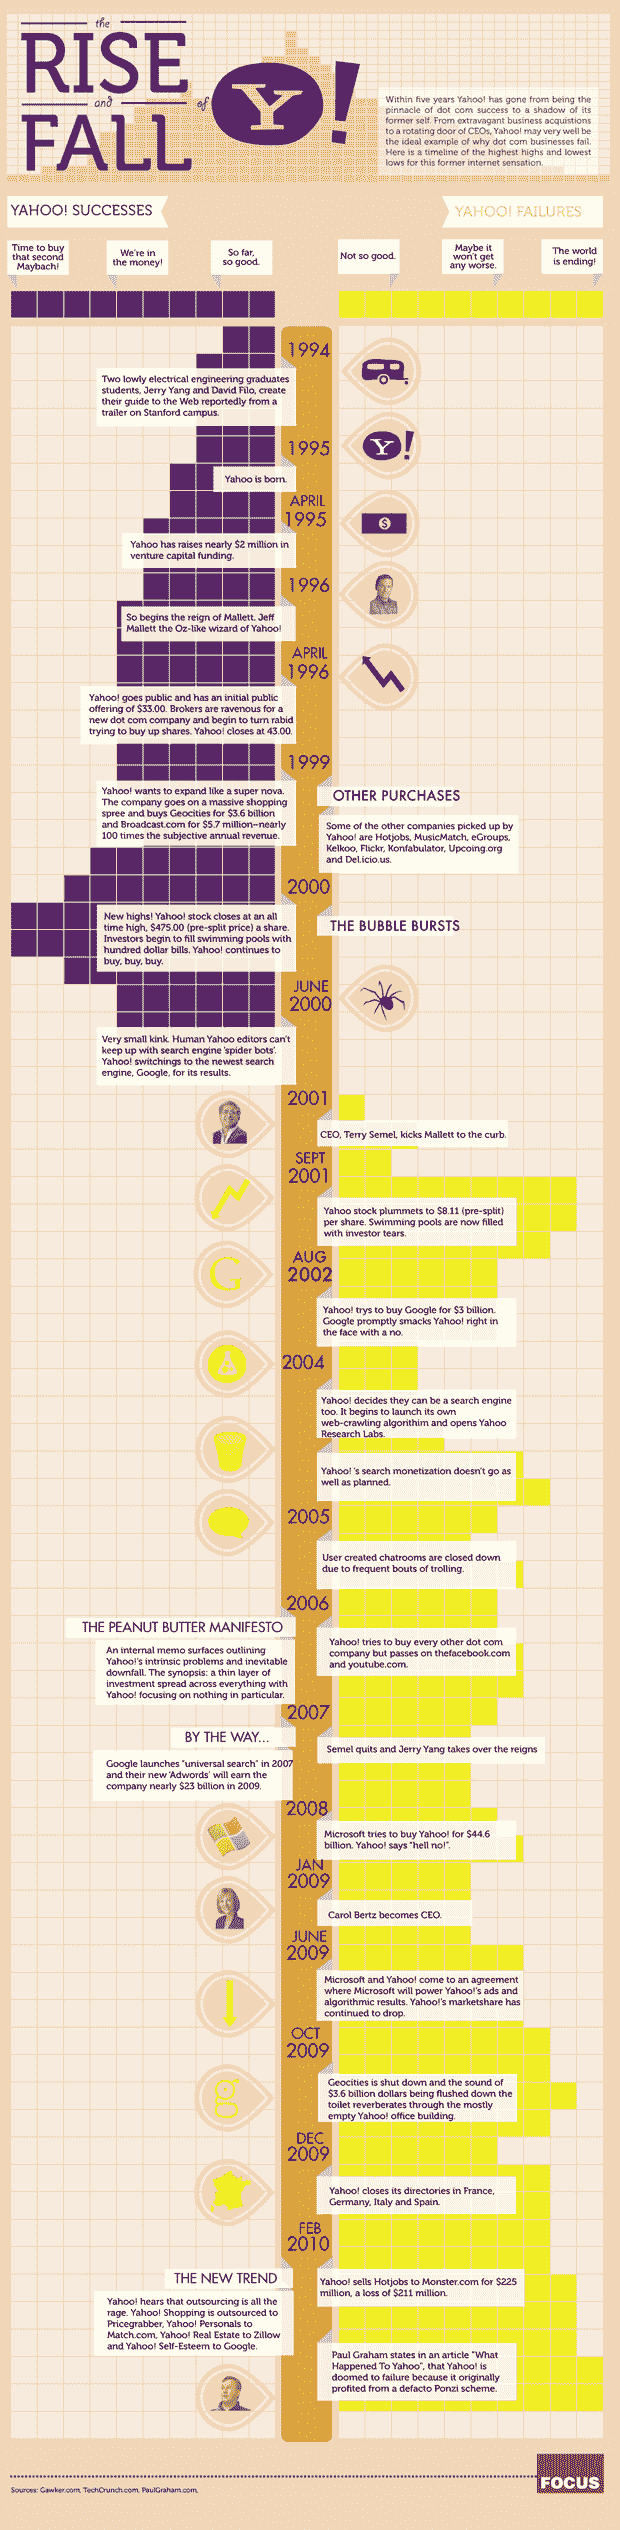 the
RISE
and
FALL
of
Y!
Within five years Yahoo! has gone from being the
pinnacle of dot com success to a shadow of its
former self. From extravagant business acquistions
to a rotating door of CEOs, Yahoo! may very well be
the ideal example of why dot com businesses fail.
Here is a timeline of the highest highs and lowest
lows for this former internet sensation.
YAHOO! SUCCESSES
YAHOO! FAILURES
Time to buy
that second
Maybach!
We're in
the money!
So far,
so good.
Not so good.
Maybe it
won't get
any worse.
The world
is ending!
1994
Two lowly electrical engineering graduates
students, Jerry Yang and David Filo, create
their guide to the Web reportedly from a
trailer on Stanford campus.
1995
Y!
Yahoo is born.
APRIL
1995
$
Yahoo has raises nearly $2 million in
venture capital funding.
1996
So begins the reign of Mallett, Jeff
Mallett the Oz-like wizard of Yahoo!
APRIL
1996
Yahoo! goes public and has an initial public
offering of $33.00. Brokers are ravenous for a
new dot com company and begin to turn rabid
trying to buy up shares. Yahoo! closes at 43.00.
1999
Yahoo! wants to expand like a super nova.
The company goes on a massive shopping
spree and buys Geocities for $3.6 billion
and Broadcast.com for $5.7 million—nearly
100 times the subjective annual revenue.
OTHER PURCHASES
Some of the other companies picked up by
Yahoo! are Hotjobs, MusicMatch, eGroups,
Kelkoo, Flickr, Konfabulator, Upcoing.org
and Del.icio.us.
2000
New highs! Yahoo! stock closes at an all
time high, $475.00 (pre-split price) a share.
Investors begin to fill swimming pools with
hundred dollar bills. Yahoo! continues to
buy, buy, buy.
THE BUBBLE BURSTS
JUNE
2000
Very small kink. Human Yahoo editors can't
keep up with search engine 'spider bots'.
Yahoo! switchings to the newest search
engine, Google, for its results.
2001
CEO, Terry Semel, kicks Mallett to the curb.
SEPT
2001
Yahoo stock plummets to $8.11 (pre-split)
per share. Swimming pools are now filled
with investor tears.
AUG
2002
G
Yahoo! trys to buy Google for $3 billion.
Google promptly smacks Yahoo! right in
the face with a no.
2004
Yahoo! decides they can be a search engine
too. It begins to launch its own
web-crawling algorithim and opens Yahoo
Research Labs.
Yahoo! 's search monetization doesn't go as
well as planned.
2005
User created chatrooms are closed down
due to frequent bouts of trolling.
2006
THE PEANUT BUTTER MANIFESTO
An internal memo surfaces outlining
Yahoo!'s intrinsic problems and inevitable
downfall. The synopsis: a thin layer of
investment spread across everything with
Yahoo! focusing on nothing in particular.
Yahoo! tries to buy every other dot com
company but passes on thefacebook.com
and youtube.com.
2007
BY THE WAY...
Google launches "universal search" in 2007
and their new 'Adwords' will earn the
company nearly $23 billion in 2009.
Semel quits and Jerry Yang takes over the reigns
2008
Microsoft tries to buy Yahoo! for $44.6
billion. Yahoo! says "hell no!".
JAN
2009
Carol Bertz becomes CEO.
JUNE
2009
Microsoft and Yahoo! come to an agreement
where Microsoft will power Yahoo!'s ads and
algorithmic results. Yahoo!'s marketshare has
continued to drop.
OCT
2009
Geocities is shut down and the sound of
$3.6 billion dollars being flushed down the
toilet reverberates through the mostly
empty Yahoo! office building.
DEC
2009
Yahoo! closes its directories in France,
Germany, Italy and Spain.
FEB
2010
THE NEW TREND
Yahoo! hears that outsourcing is all the
rage. Yahoo! Shopping is outsourced to
Pricegrabber, Yahoo! Personals to
Match.com, Yahoo! Real Estate to Zillow
and Yahoo! Self-Esteem to Google.
Yahoo! sells Hotjobs to Monster.com for $225
million, a loss of $211 million.
Paul Graham states in an article "What
Happened To Yahoo", that Yahoo! is
doomed to failure because it originally
profited from a defacto Ponzi scheme.
Sources: Gawker.com, TechCrunch.com, PaulGraham.com,
FOCUS